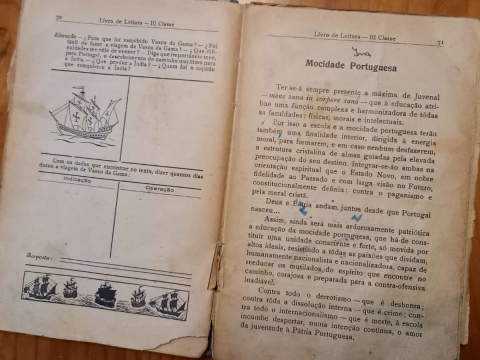 70
Livro de Leitura — III Classe
Elocução — ¿Para que foi escolhido Vasco da Gama? — ¿Foi
fácil de fazer a viagem de Vasco da Gama? — Que
dades teve de vencer? — Diga que importância teve,
para Portugal, o descobrimento do caminho marítimo para
a Índia. — ¿Que povo da Índia? — ¿Quem foi o capitão
que conquistou a Índia?
Com os dados que encontrar no texto, dizer quantos dias
durou a viagem de Vasco da Gama:
Indicação
Operação
Resposta:
Livro de Leitura — III Classe
71
Mocidade Portuguesa
Ter-se-á sempre presente a máxima de Juvenal
— mens sana in corpore sano — que à educação atri-
bue uma função complexa e harmonizadora de tôdas
as faculdades: físicas, morais e intelectuais.
Por isso a escola e a mocidade portuguesa terão
também uma finalidade interior, dirigida à energia
moral, para formarem, e em caso nenhum desfazerem,
a estrutura cristalina de almas guiadas pela elevada
preocupação do seu destino. Integrar-se-ão ambas na
orientação espiritual que o Estado Novo, em nobre
fidelidade ao Passado e com larga visão no Futuro,
constitucionalmente definiu: contra o paganismo e
pela moral cristã.
Deus e Pátria andam juntos desde que Portugal
nasceu...
Assim, ainda será mais ardorosamente patriótica
a educação da mocidade portuguesa, que há-de cons-
tituir uma unidade consciente e forte, só movida por
altos ideais, resistindo a tôdas as paixões que dividam,
humanamente nacionalista e nacionalizadora, capaz de
reeducar os mutilados do espírito que encontre no
caminho, corajosa e preparada para a contra-ofensiva
inadiável.
Contra todo o derrotismo — que é desonra;
contra tôda a dissolução interna — que é crime; con-
tra todo o internacionalismo — que é morte, à escola
incumbe despertar, numa intenção contínua, o amor
da juventude à Pátria Portuguesa.